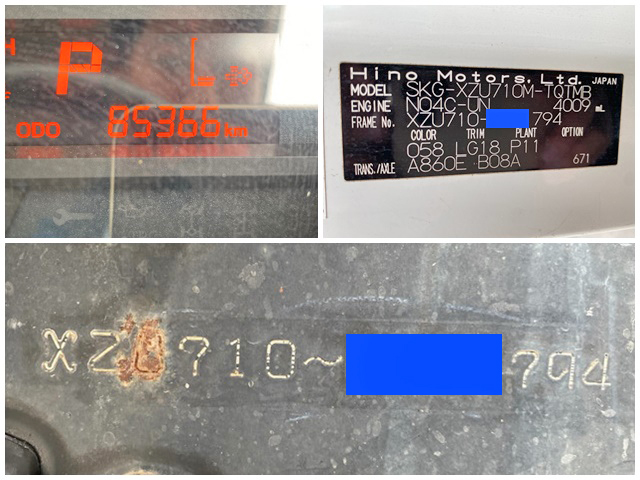 H
P
F
ODO 85366 km
Hino Motors, Ltd. JAPAN
MODEL SKG-XZU710M-TQTMB
ENGINE N04C-UN 4009 mL
FRAME No. XZU710- 794
COLOR TRIM PLANT OPTION
058 LG18 P11
TRANS./AXLE A860E B08A 671
XZU710~ 794